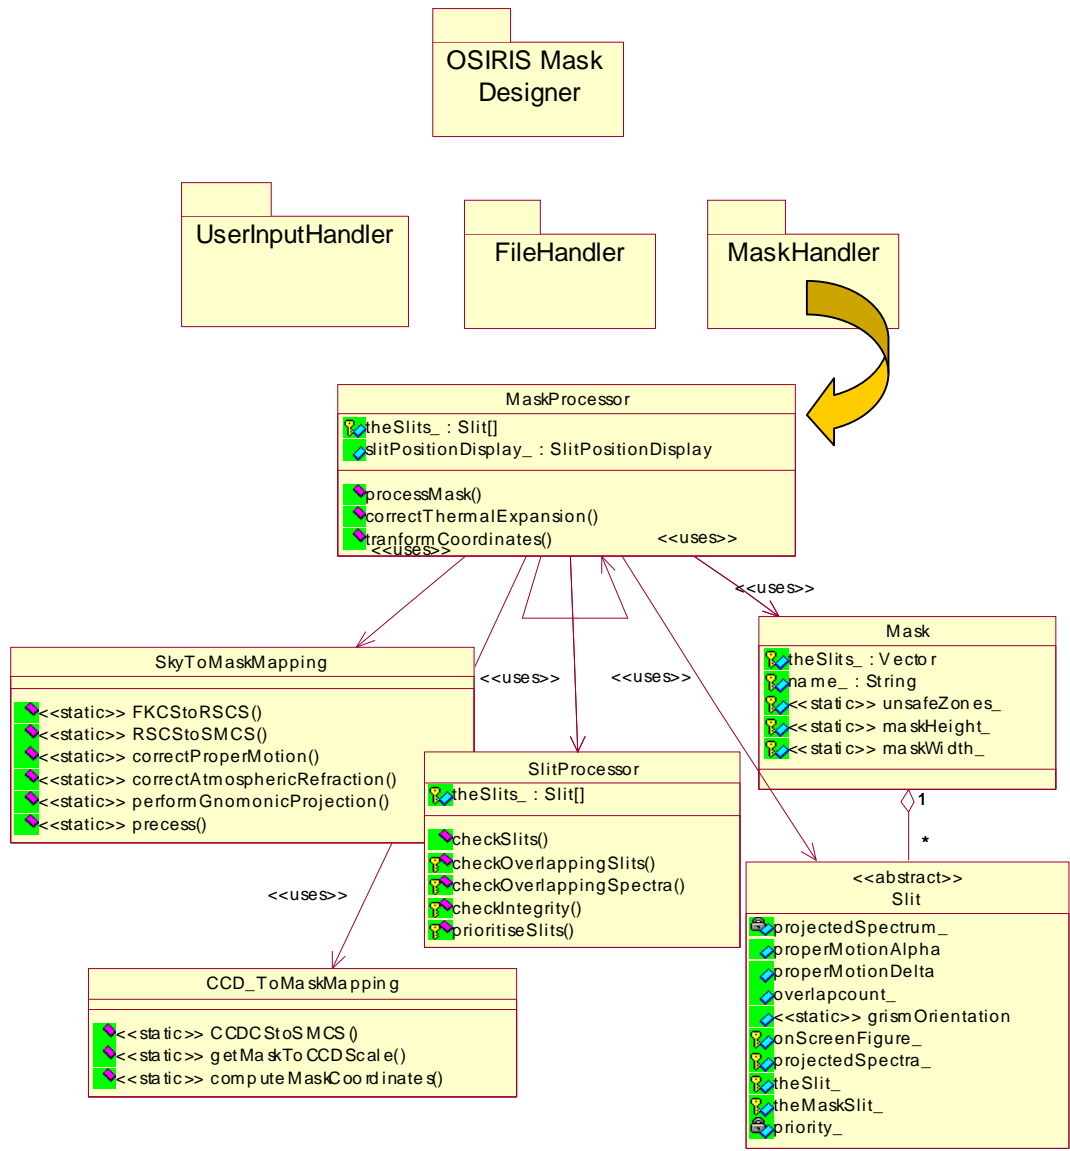 OSIRIS Mask
Designer
UserInputHandler
FileHandler
MaskHandler
MaskProcessor
theSlits_ : Slit[]
slitPositionDisplay_ : SlitPositionDisplay
processMask()
correctThermalExpansion()
tranformCoordinates()
<<uses>>
<<uses>>
<<uses>>
SkyToMaskMapping
<<static>> FKCStoRSCS()
<<static>> RSCStoSMCS()
<<static>> correctProperMotion()
<<static>> correctAtmosphericRefraction()
<<static>> performGnomonicProjection()
<<static>> precess()
<<uses>>
<<uses>>
Mask
theSlits_ : Vector
name_ : String
<<static>> unsafeZones_
<<static>> maskHeight_
<<static>> maskWidth_
1
*
SlitProcessor
theSlits_ : Slit[]
checkSlits()
checkOverlappingSlits()
checkOverlappingSpectra()
checkIntegrity()
prioritiseSlits()
<<uses>>
CCD_ToMaskMapping
<<static>> CCDCStoSMCS()
<<static>> getMaskToCCDScale()
<<static>> computeMaskCoordinates()
<<abstract>>
Slit
projectedSpectrum_
properMotionAlpha
properMotionDelta
overlapcount_
<<static>> grismOrientation
onScreenFigure_
projectedSpectra_
theSlit_
theMaskSlit_
priority_